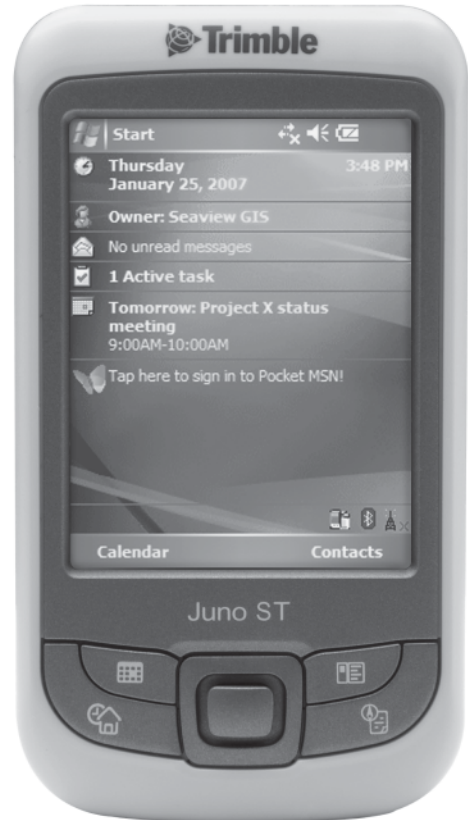 Trimble
Start
Thursday 3:48 PM
January 25, 2007
Owner: Seaview GIS
No unread messages
1 Active task
Tomorrow: Project X status
meeting
9:00AM-10:00AM
Tap here to sign in to Pocket MSN!
Calendar Contacts
Juno ST